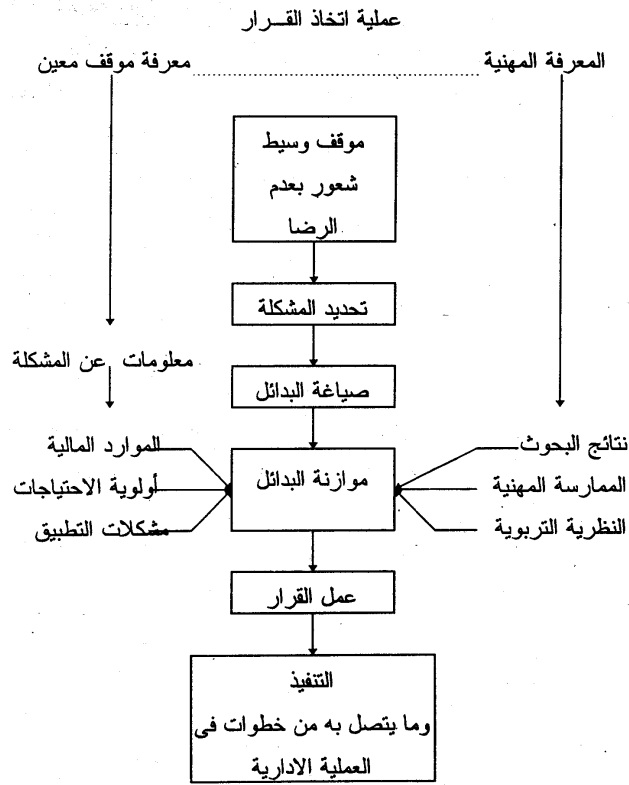 عملية اتخاذ القـــرار
المعرفة المهنية
معرفة موقف معين
موقف وسيط
شعور بعدم
الرضا
تحديد المشكلة
معلومات عن المشكلة
صياغة البدائل
نتائج البحوث
الممارسة المهنية
النظرية التربوية
موازنة البدائل
الموارد المالية
أولوية الاحتياجات
مشكلات التطبيق
عمل القرار
التنفيذ
وما يتصل به من خطوات فى
العملية الادارية